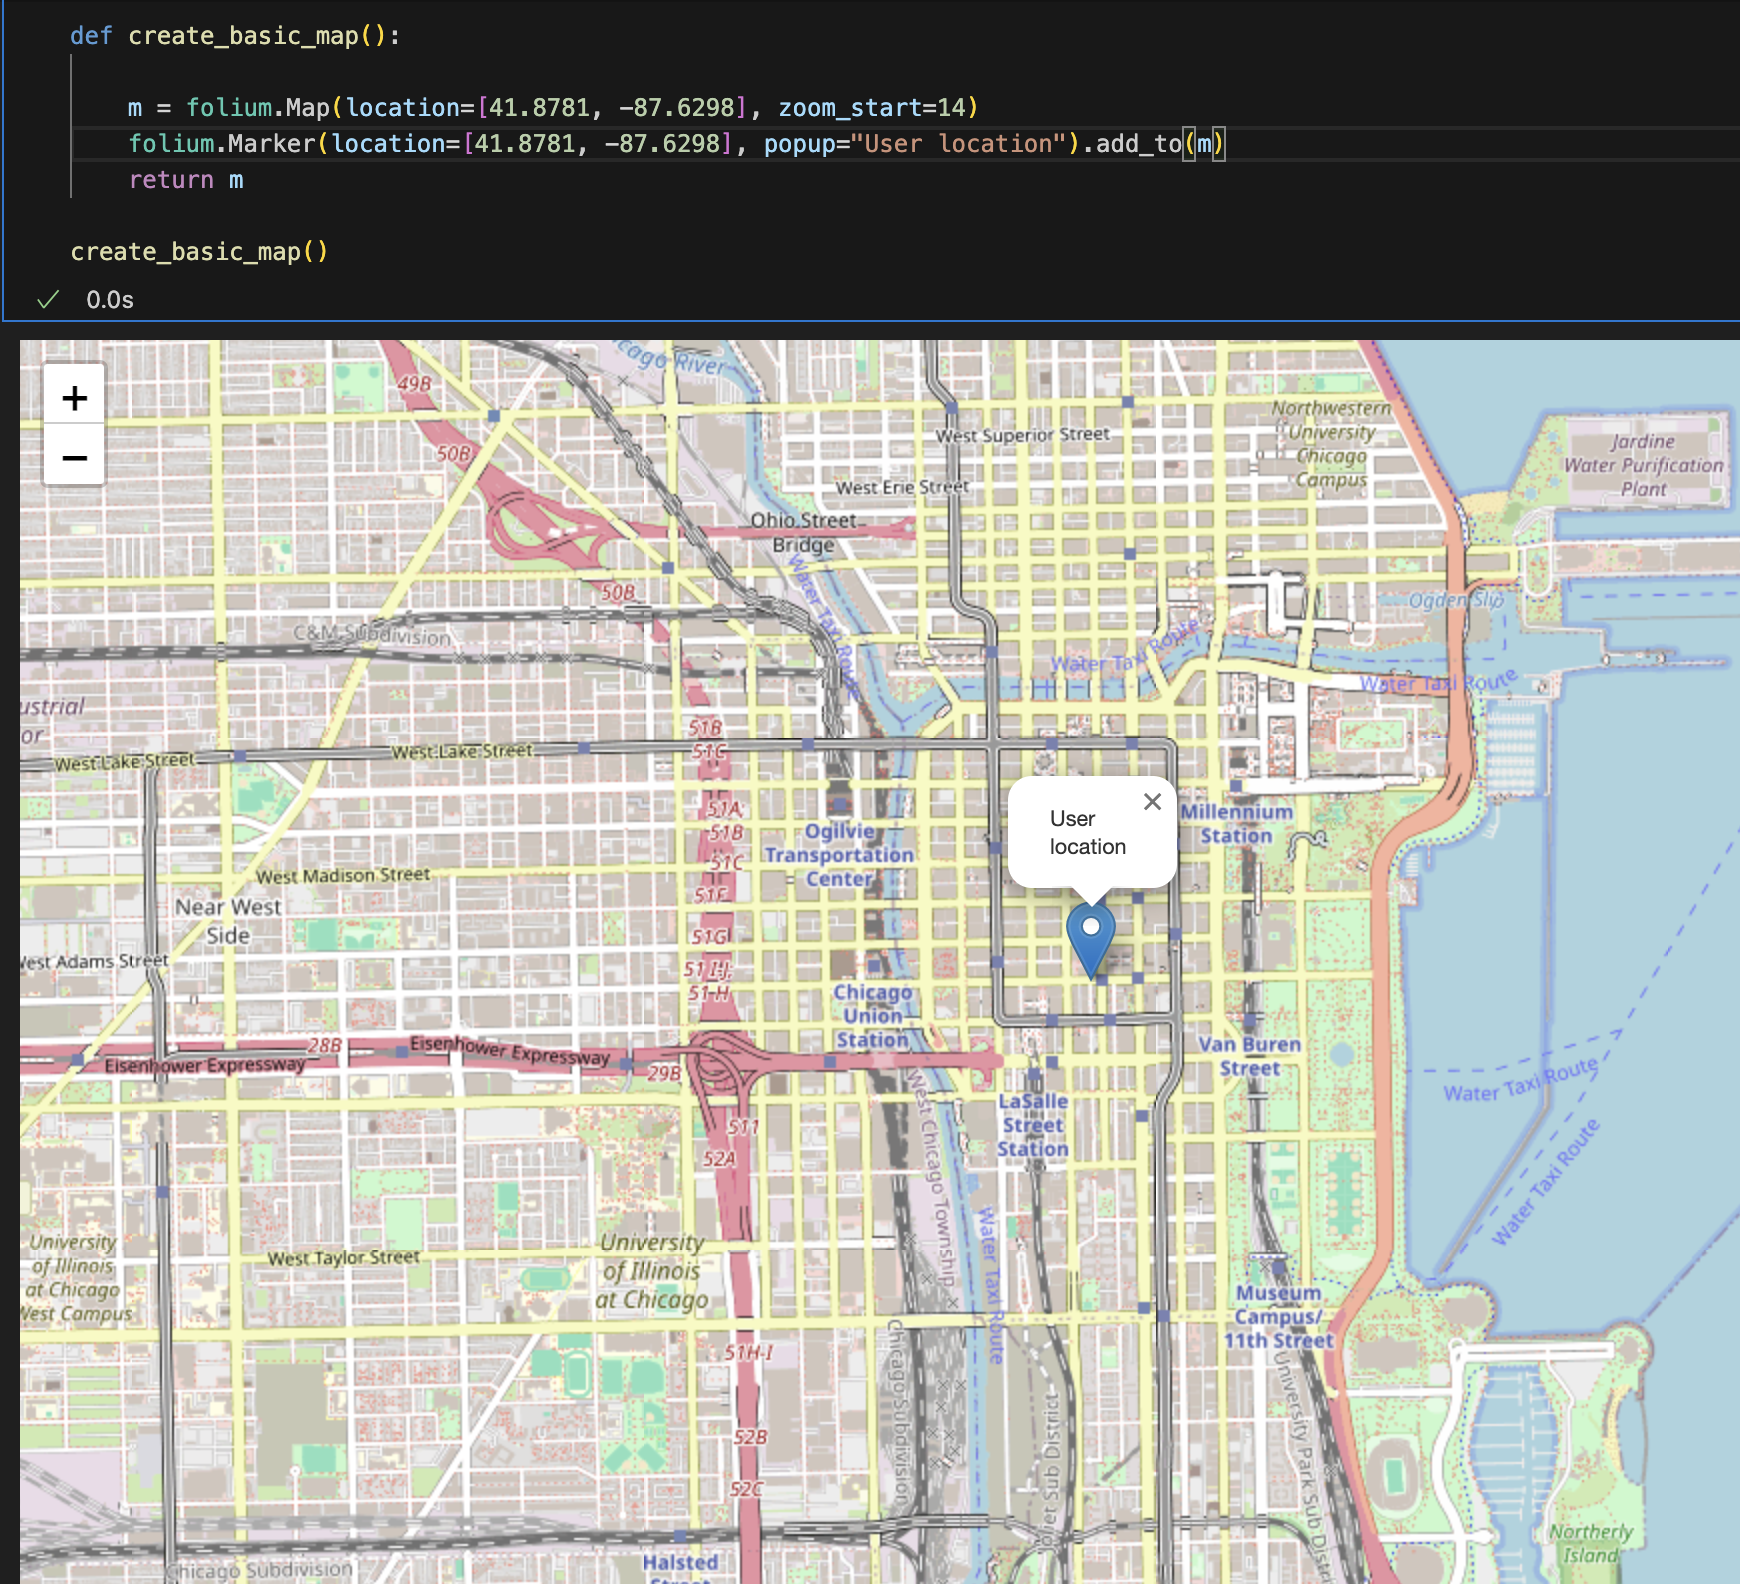 def create_basic_map():
m = folium.Map(location=[41.8781, -87.6298], zoom_start=14)
folium.Marker(location=[41.8781, -87.6298], popup="User location").add_to(m)
return m
create_basic_map()
0.0s
+
−
49B
cago River
Northwestern
University
Chicago
Campus
West Superior Street
Jardine
Water Purification
Plant
50B
West Erie Street
Ohio Street
Bridge
Water Taxi Route
50B
Ogden Slip
C&M Subdivision
Water Taxi Route
Water Taxi Route
ustrial
or
51B
51C
West Lake Street
West Lake Street
User
location
×
Millennium
Station
51A
51B
51C
Ogilvie
Transportation
Center
West Madison Street
51F
Near West
Side
51G
West Adams Street
51 I-J;
51-H
Chicago
Union
Station
28B
Eisenhower Expressway
Eisenhower Expressway
29B
Van Buren
Street
Water Taxi Route
LaSalle
Street
Station
West Chicago Township
511
52A
Water Taxi Route
Water Taxi Route
University
of Illinois
at Chicago
West Campus
West Taylor Street
University
of Illinois
at Chicago
Museum
Campus/
11th Street
51H-I
Chicago Subdivision
University Park Sub Distri
52B
uet Sub District
52C
Northerly
Island
Chicago Subdivision
Halsted
Street